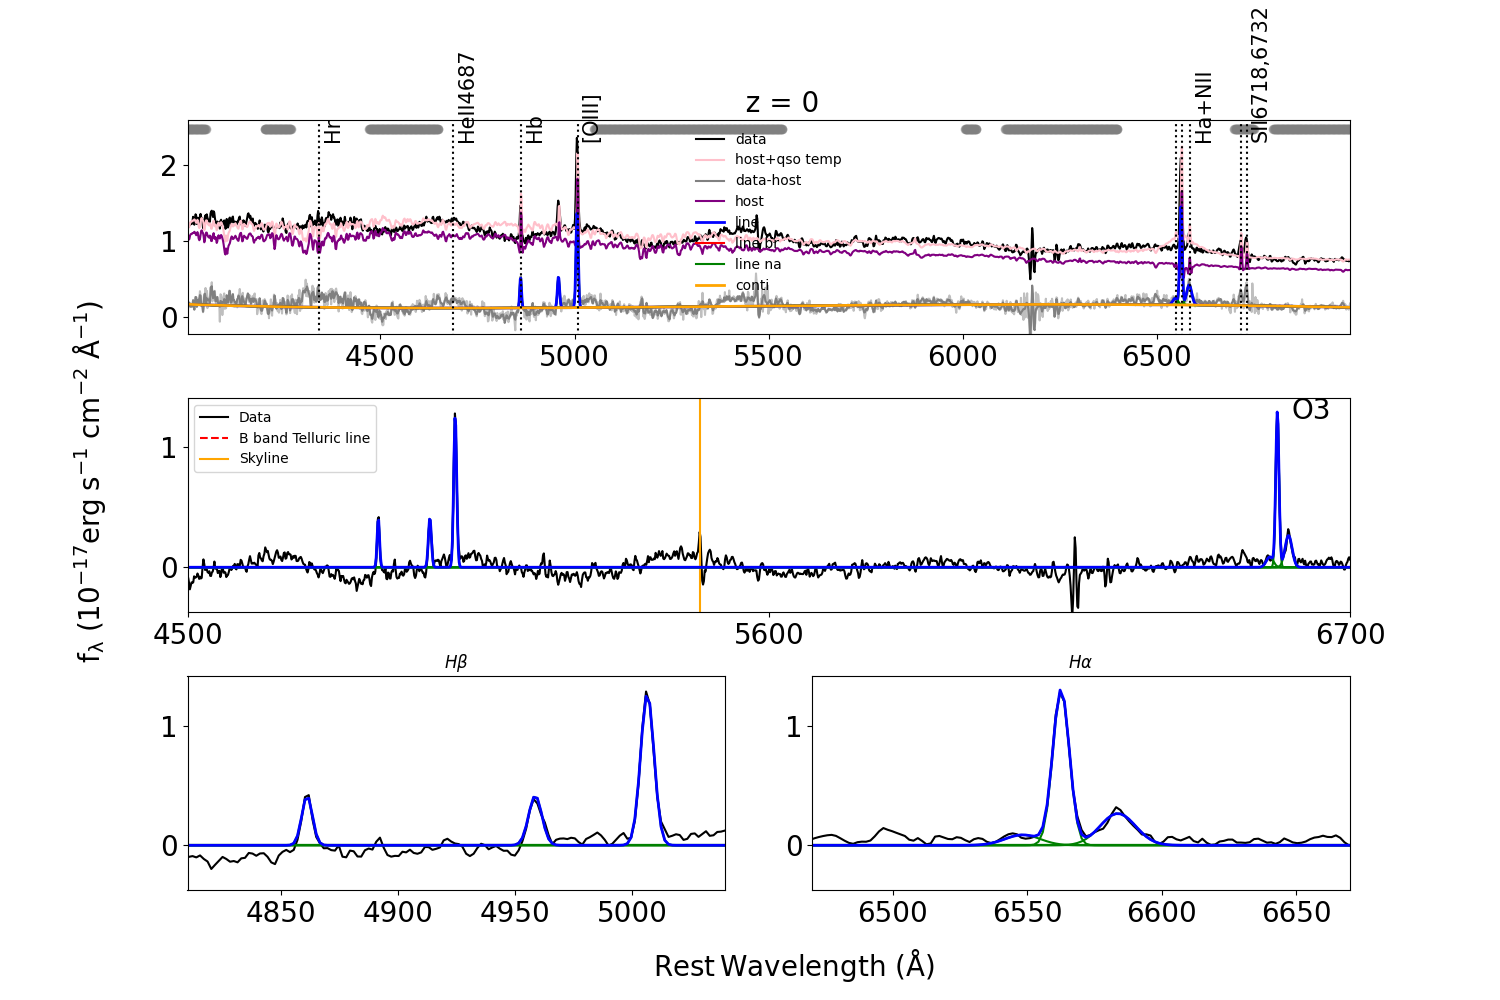 z = 0
Hr
HeII4687
Hb
[OIII]
Ha+NII
SII6718,6732
data
host+qso temp
data-host
host
line
line br
line na
conti
2
1
0
4500
5000
5500
6000
6500
O3
Data
B band Telluric line
Skyline
1
0
4500
5600
6700
fλ (10⁻¹⁷erg s⁻¹ cm⁻² Å⁻¹)
Hβ
1
0
4850
4900
4950
5000
Hα
1
0
6500
6550
6600
6650
Rest Wavelength (Å)